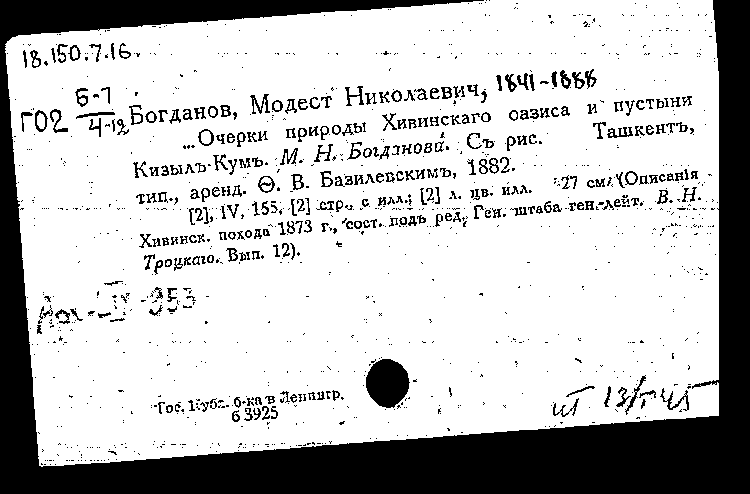 18.150.7.16.
ГО2 Б-7/4-12
Богданов, Модест Николаевич, 1841-1888
...Очерки природы Хивинскаго оазиса и пустыни
Кизылъ-Кумъ. М. Н. Богданова. Съ рис. Ташкентъ,
тип., аренд. Ѳ. В. Базилевскимъ, 1882.
[2], IV, 155, [2] стр. с илл.; [2] л. цв. илл. 27 см. (Описанія
Хивинск. похода 1873 г., сост. подъ ред. Ген. штаба ген.-лейт. В. Н.
Троцкаго. Вып. 12).
-953
Гос. Публ. б-ка в Ленингр.
б 3925